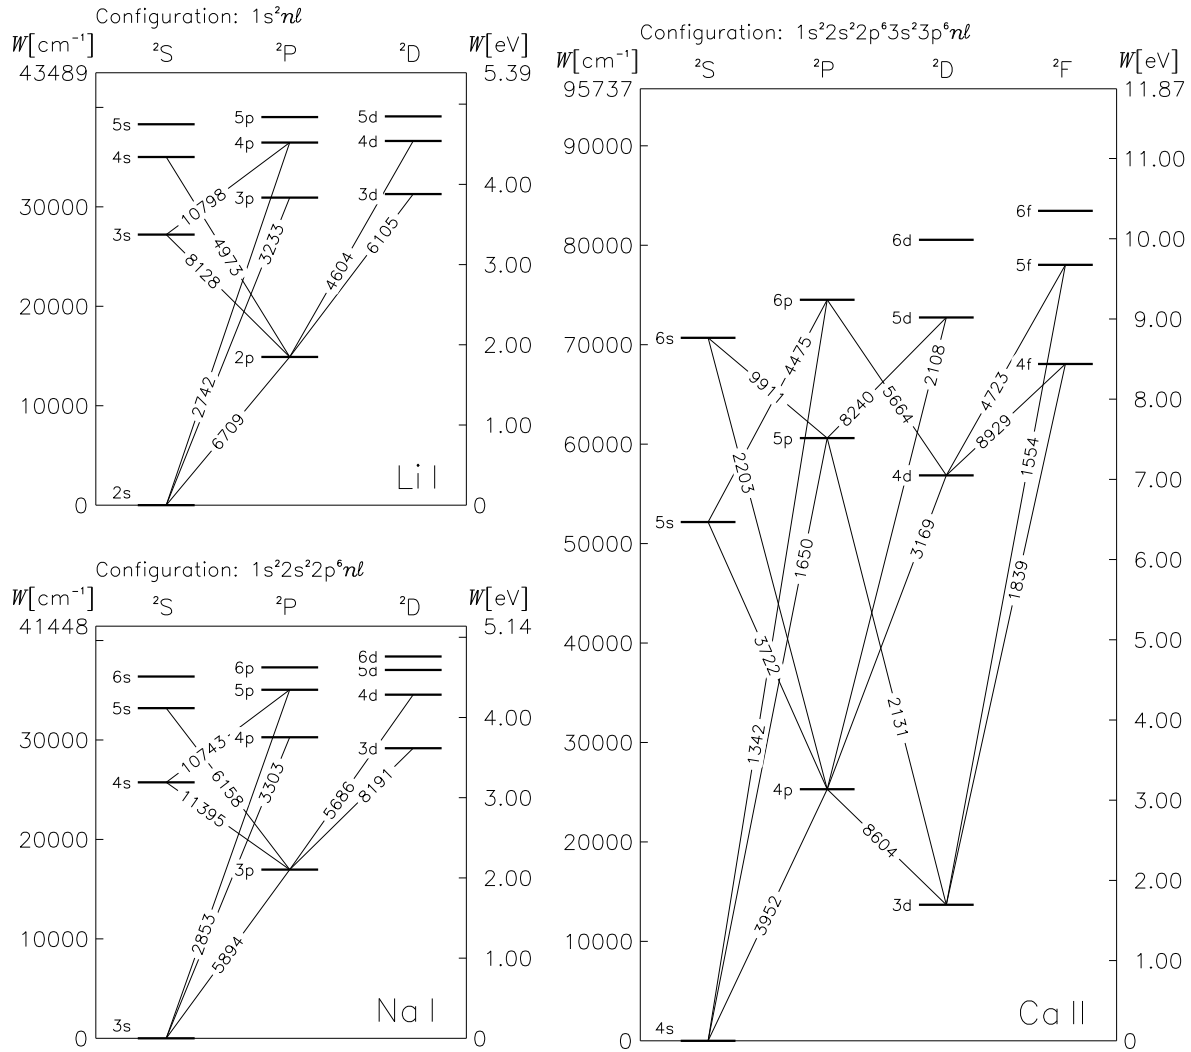 Configuration: 1s²nl
W[cm⁻¹] ²S ²P ²D W[eV]
43489 5.39
5s 5p 5d
4s 4p 4d
3s 3p 3d
2p
2s
30000
20000
10000
0
4.00
3.00
2.00
1.00
0
10798
4973
8128
3233
4604
6105
2742
6709
Li I
Configuration: 1s²2s²2p⁶nl
W[cm⁻¹] ²S ²P ²D W[eV]
41448 5.14
6s 6p 6d
5s 5p 5d
4s 4p 4d
3p 3d
3s
30000
20000
10000
0
4.00
3.00
2.00
1.00
0
10743
6158
11395
3303
5686
8191
2853
5894
Na I
Configuration: 1s²2s²2p⁶3s²3p⁶nl
W[cm⁻¹] ²S ²P ²D ²F W[eV]
95737 11.87
90000
80000
70000
60000
50000
40000
30000
20000
10000
0
11.00
10.00
9.00
8.00
7.00
6.00
5.00
4.00
3.00
2.00
1.00
0
6f
6d
5f
6p
5d
6s
4f
5p
4d
5s
4p
3d
4s
4475
2108
9911
8240
5664
4723
8929
2203
1554
1650
3169
1839
3722
2131
1342
8604
3952
Ca II